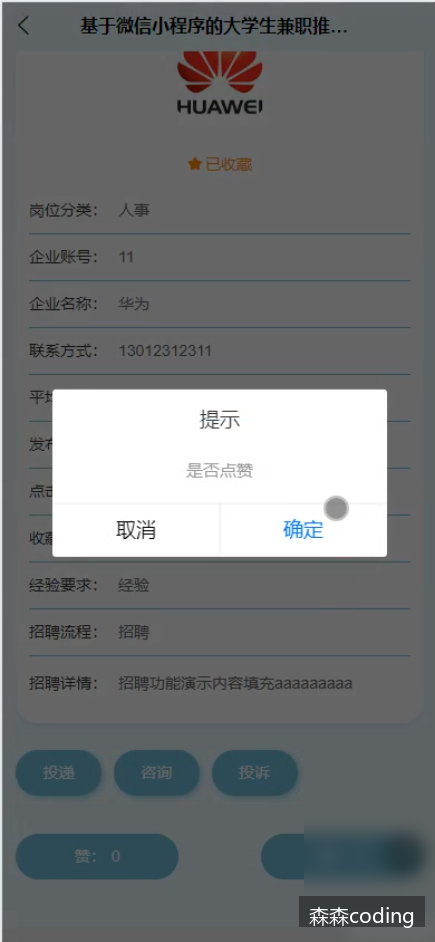 基于微信小程序的大学生兼职推...
HUAWEI
已收藏
岗位分类： 人事
企业账号： 11
企业名称： 华为
联系方式： 13012312311
平均
发布
点击
收藏
提示
是否点赞
取消 确定
经验要求： 经验
招聘流程： 招聘
招聘详情： 招聘功能演示内容填充aaaaaaaaa
投递 咨询 投诉
赞： 0
森森coding